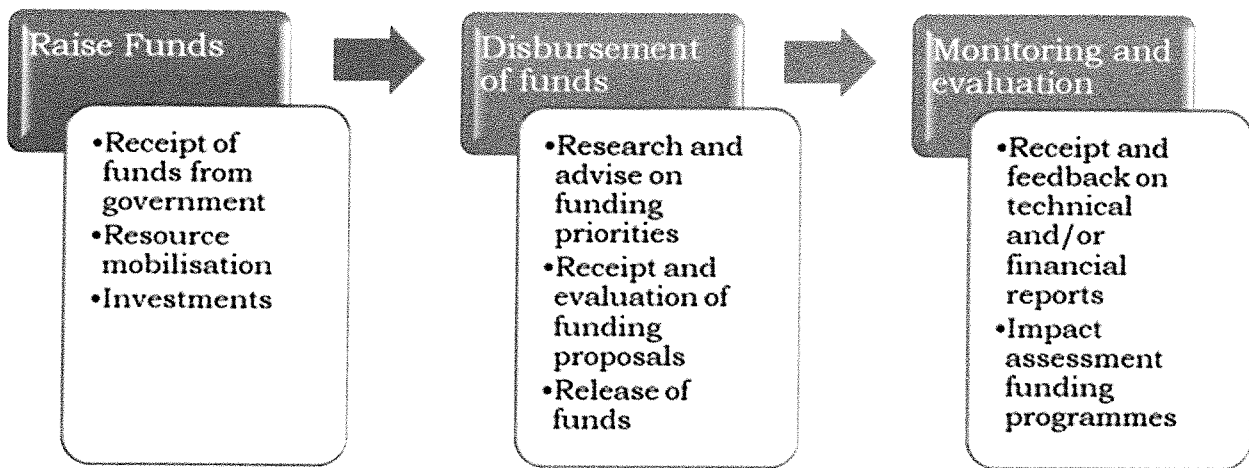 Raise Funds
•Receipt of
funds from
government
•Resource
mobilisation
•Investments
Disbursement
of funds
•Research and
advise on
funding
priorities
•Receipt and
evaluation of
funding
proposals
•Release of
funds
Monitoring and
evaluation
•Receipt and
feedback on
technical
and/or
financial
reports
•Impact
assessment
funding
programmes